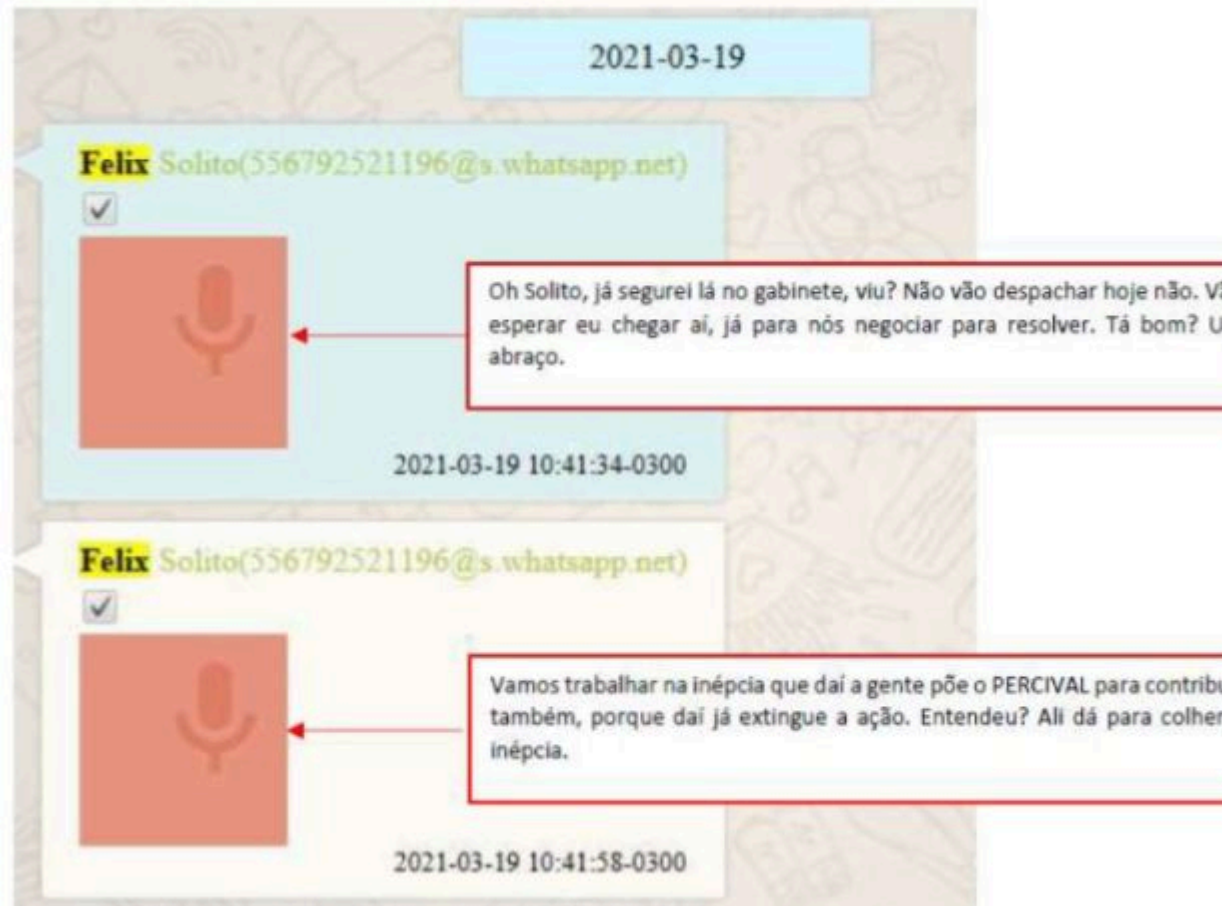 2021-03-19
Felix Solito(556792521196@s.whatsapp.net)
Oh Solito, já segurei lá no gabinete, viu? Não vão despachar hoje não.
esperar eu chegar aí, já para nós negociar para resolver. Tá bom?
abraço.
2021-03-19 10:41:34-0300
Felix Solito(556792521196@s.whatsapp.net)
Vamos trabalhar na inépcia que daí a gente põe o PERCIVAL para
também, porque daí já extingue a ação. Entendeu? Ali dá para colher
inépcia.
2021-03-19 10:41:58-0300